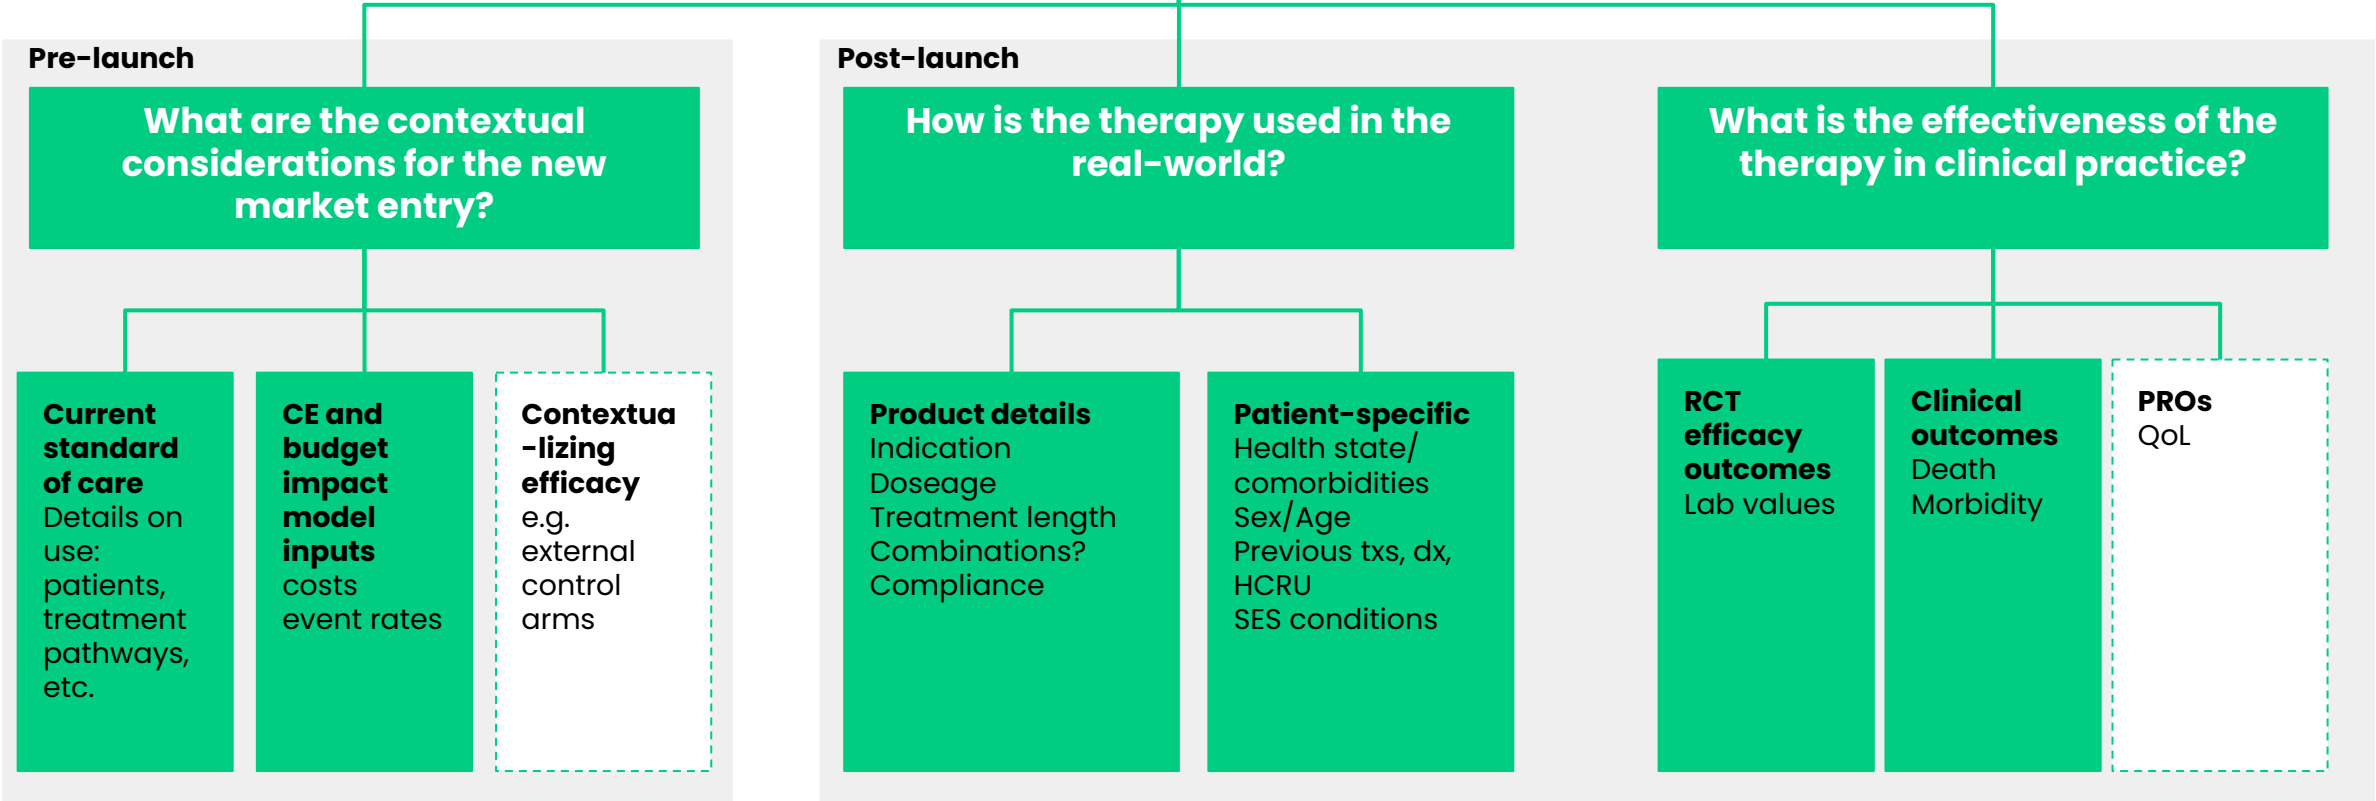 Pre-launch
What are the contextual
considerations for the new
market entry?
Current
standard
of care
Details on
use:
patients,
treatment
pathways,
etc.
CE and
budget
impact
model
inputs
costs
event rates
Contextua
-lizing
efficacy
e.g.
external
control
arms
Post-launch
How is the therapy used in the
real-world?
Product details
Indication
Doseage
Treatment length
Combinations?
Compliance
Patient-specific
Health state/
comorbidities
Sex/Age
Previous txs, dx,
HCRU
SES conditions
What is the effectiveness of the
therapy in clinical practice?
RCT
efficacy
outcomes
Lab values
Clinical
outcomes
Death
Morbidity
PROs
QoL